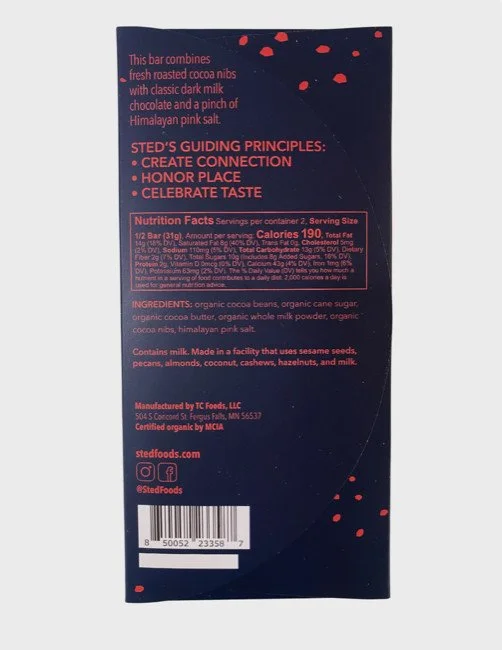 This bar combines
fresh roasted cocoa nibs
with classic dark milk
chocolate and a pinch of
Himalayan pink salt.
STED'S GUIDING PRINCIPLES:
• CREATE CONNECTION
• HONOR PLACE
• CELEBRATE TASTE
Nutrition Facts Servings per container 2, Serving Size
1/2 Bar (31g), Amount per serving: Calories 190, Total Fat
14g (18% DV), Saturated Fat 8g (40% DV), Trans Fat 0g, Cholesterol 5mg
(2% DV), Sodium 110mg (5% DV), Total Carbohydrate 13g (5% DV), Dietary
Fiber 2g (7% DV), Total Sugars 10g (Includes 8g Added Sugars, 16% DV),
Protein 2g, Vitamin D 0mcg (0% DV), Calcium 43g (4% DV), Iron 1mg (6%
DV), Potassium 63mg (2% DV). The % Daily Value (DV) tells you how much a
nutrient in a serving of food contributes to a daily diet. 2,000 calories a day is
used for general nutrition advice.
INGREDIENTS: organic cocoa beans, organic cane sugar,
organic cocoa butter, organic whole milk powder, organic
cocoa nibs, himalayan pink salt.
Contains milk. Made in a facility that uses sesame seeds,
pecans, almonds, coconut, cashews, hazelnuts, and milk.
Manufactured by TC Foods, LLC
504 S Concord St. Fergus Falls, MN 56537
Certified organic by MCIA
stedfoods.com
@StedFoods
8 50052 23358 7